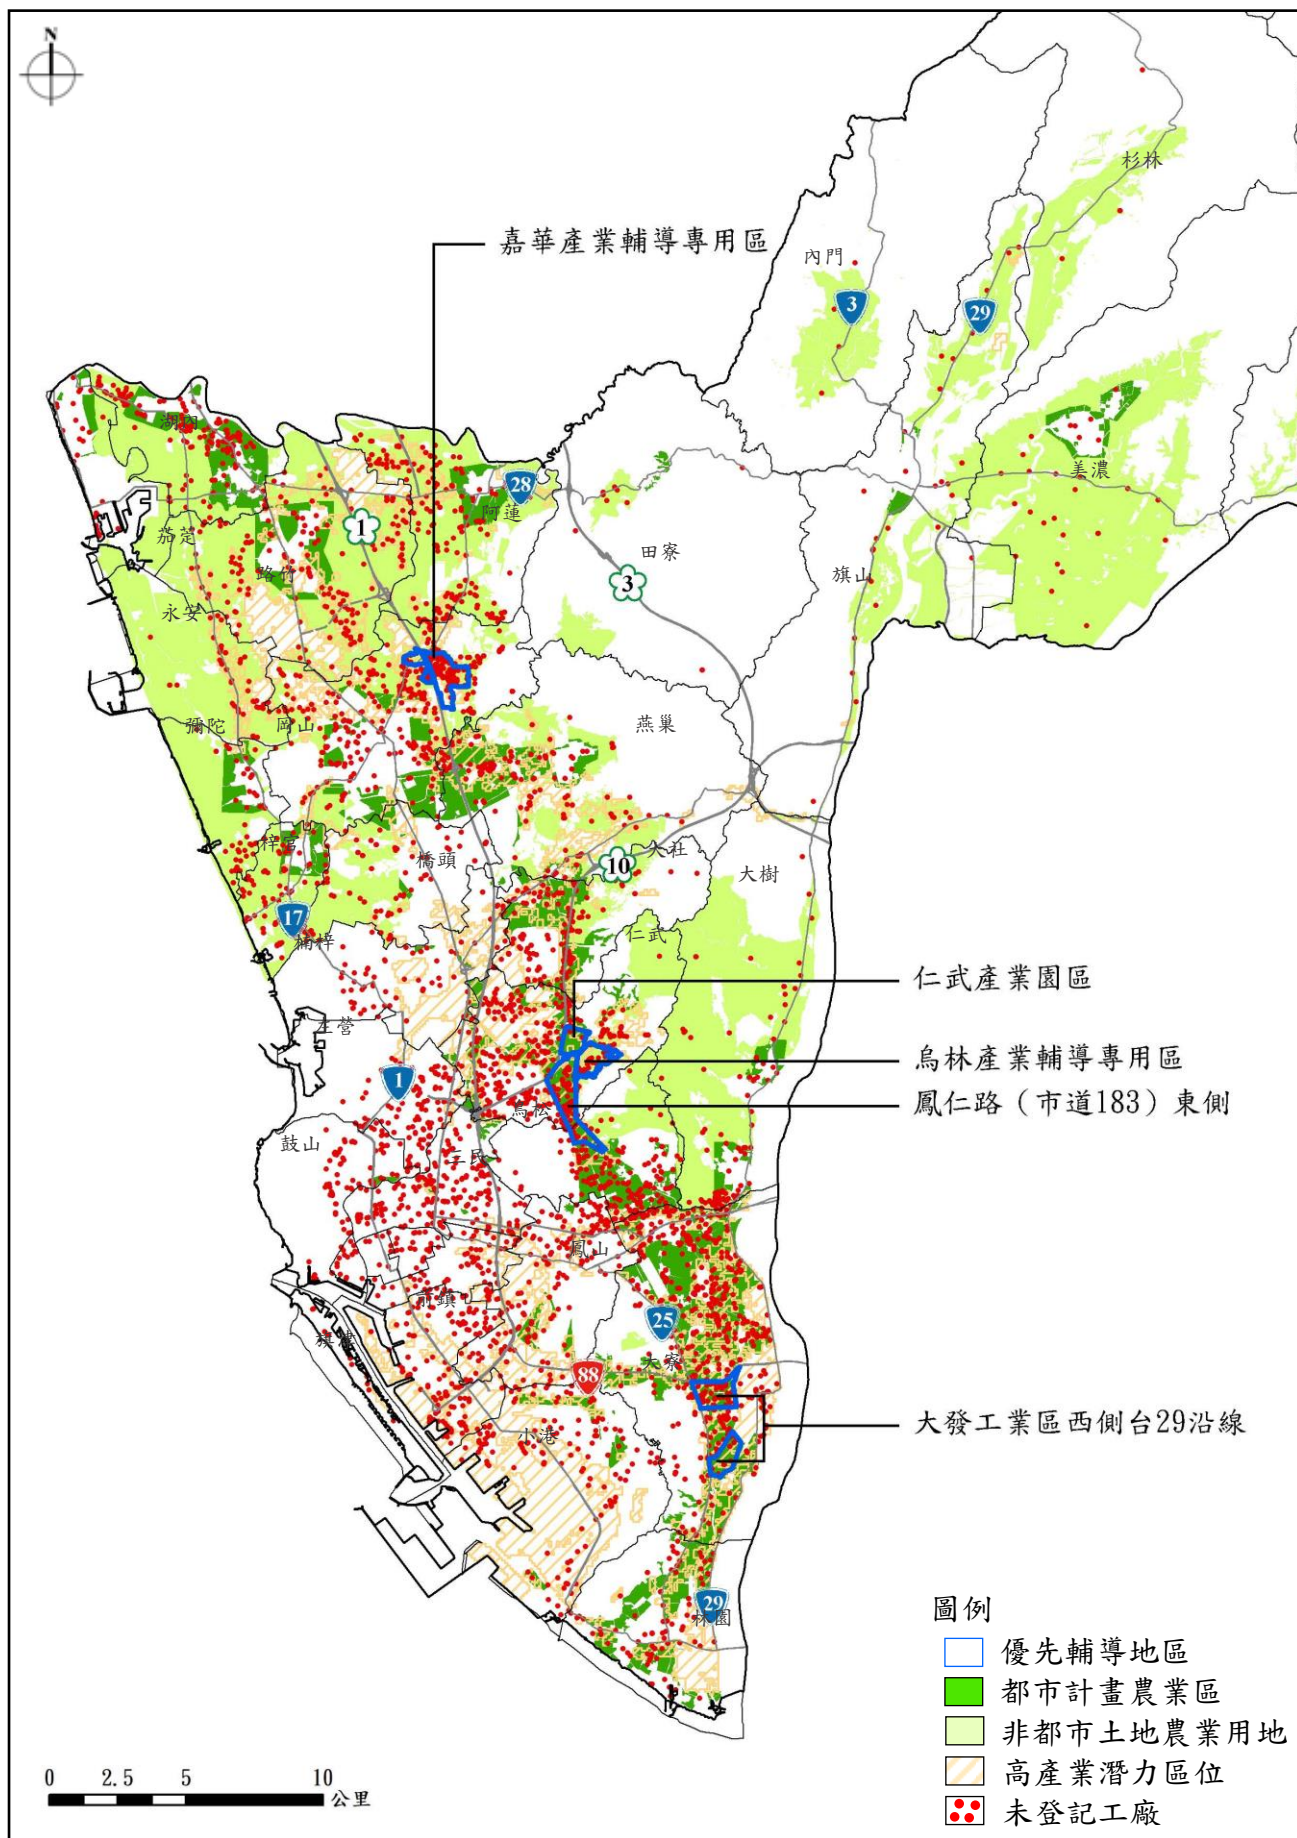 N
杉林
嘉華產業輔導專用區
內門
3
29
湖內
美濃
28
阿蓮
1
茄萣
田寮
路竹
3
旗山
永安
燕巢
彌陀
岡山
梓官
橋頭
大社
10
大樹
17
楠梓
仁武
仁武產業園區
左營
烏林產業輔導專用區
1
鳥松
鳳仁路（市道183）東側
鼓山
三民
鳳山
前鎮
旗津
25
大寮
88
小港
大發工業區西側台29沿線
29
林園
圖例
優先輔導地區
都市計畫農業區
非都市土地農業用地
高產業潛力區位
未登記工廠
0 2.5 5 10
公里